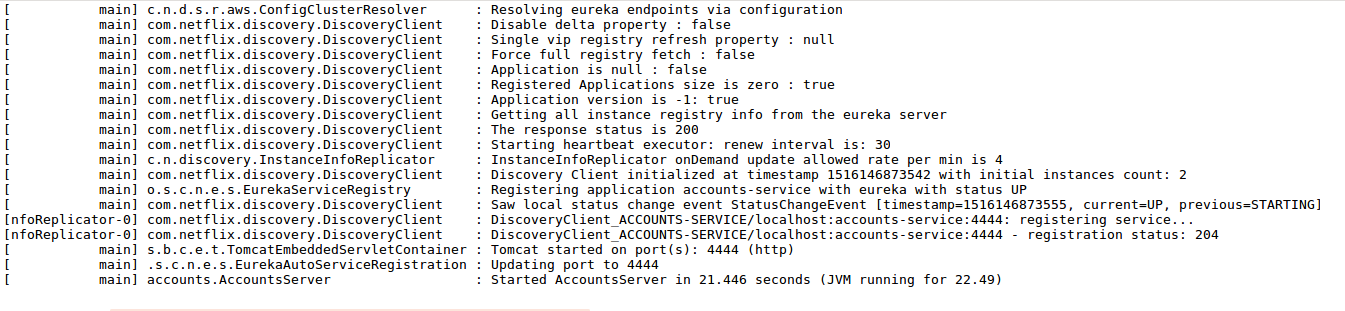 [           main] c.n.d.s.r.aws.ConfigClusterResolver      : Resolving eureka endpoints via configuration
[           main] com.netflix.discovery.DiscoveryClient    : Disable delta property : false
[           main] com.netflix.discovery.DiscoveryClient    : Single vip registry refresh property : null
[           main] com.netflix.discovery.DiscoveryClient    : Force full registry fetch : false
[           main] com.netflix.discovery.DiscoveryClient    : Application is null : false
[           main] com.netflix.discovery.DiscoveryClient    : Registered Applications size is zero : true
[           main] com.netflix.discovery.DiscoveryClient    : Application version is -1: true
[           main] com.netflix.discovery.DiscoveryClient    : Getting all instance registry info from the eureka server
[           main] com.netflix.discovery.DiscoveryClient    : The response status is 200
[           main] com.netflix.discovery.DiscoveryClient    : Starting heartbeat executor: renew interval is: 30
[           main] c.n.discovery.InstanceInfoReplicator     : InstanceInfoReplicator onDemand update allowed rate per min is 4
[           main] com.netflix.discovery.DiscoveryClient    : Discovery Client initialized at timestamp 1516146873542 with initial instances count: 2
[           main] o.s.c.n.e.s.EurekaServiceRegistry        : Registering application accounts-service with eureka with status UP
[           main] com.netflix.discovery.DiscoveryClient    : Saw local status change event StatusChangeEvent [timestamp=1516146873555, current=UP, previous=STARTING]
[nfoReplicator-0] com.netflix.discovery.DiscoveryClient    : DiscoveryClient_ACCOUNTS-SERVICE/localhost:accounts-service:4444: registering service...
[nfoReplicator-0] com.netflix.discovery.DiscoveryClient    : DiscoveryClient_ACCOUNTS-SERVICE/localhost:accounts-service:4444 - registration status: 204
[           main] s.b.c.e.t.TomcatEmbeddedServletContainer : Tomcat started on port(s): 4444 (http)
[           main] .s.c.n.e.s.EurekaAutoServiceRegistration : Updating port to 4444
[           main] accounts.AccountsServer                  : Started AccountsServer in 21.446 seconds (JVM running for 22.49)